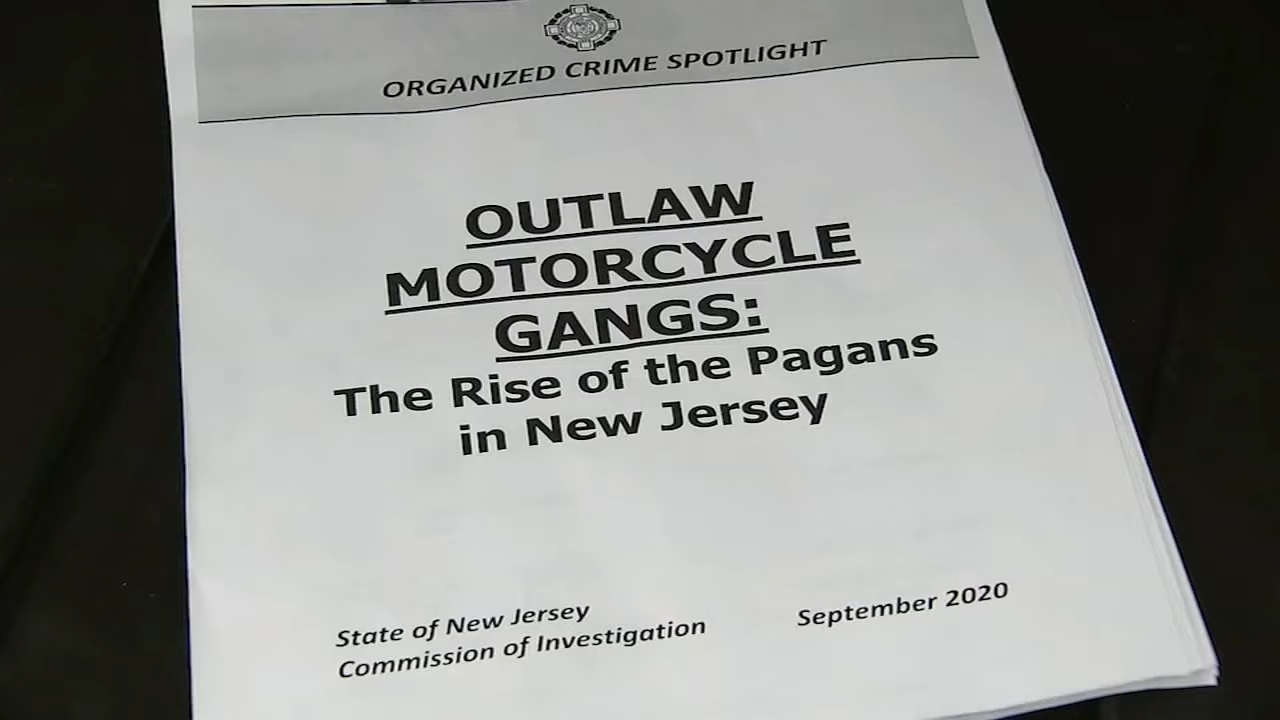 ORGANIZED CRIME SPOTLIGHT
OUTLAW
MOTORCYCLE
GANGS:
The Rise of the Pagans
in New Jersey
State of New Jersey
Commission of Investigation
September 2020